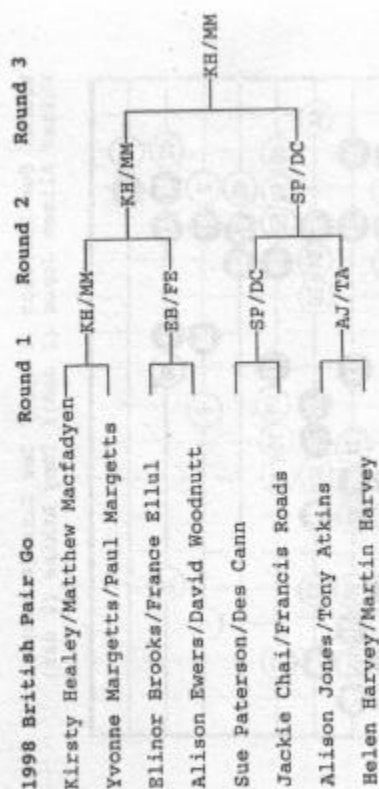 1998 British Pair Go Round 1 Round 2 Round 3
Kirsty Healey/Matthew Macfadyen
KH/MM
Yvonne Margetts/Paul Margetts
KH/MM
Elinor Brooks/France Ellul
EB/FE
Alison Ewers/David Woodnutt
KH/MM
Sue Paterson/Des Cann
SP/DC
Jackie Chai/Francis Roads
SP/DC
Alison Jones/Tony Atkins
AJ/TA
Helen Harvey/Martin Harvey